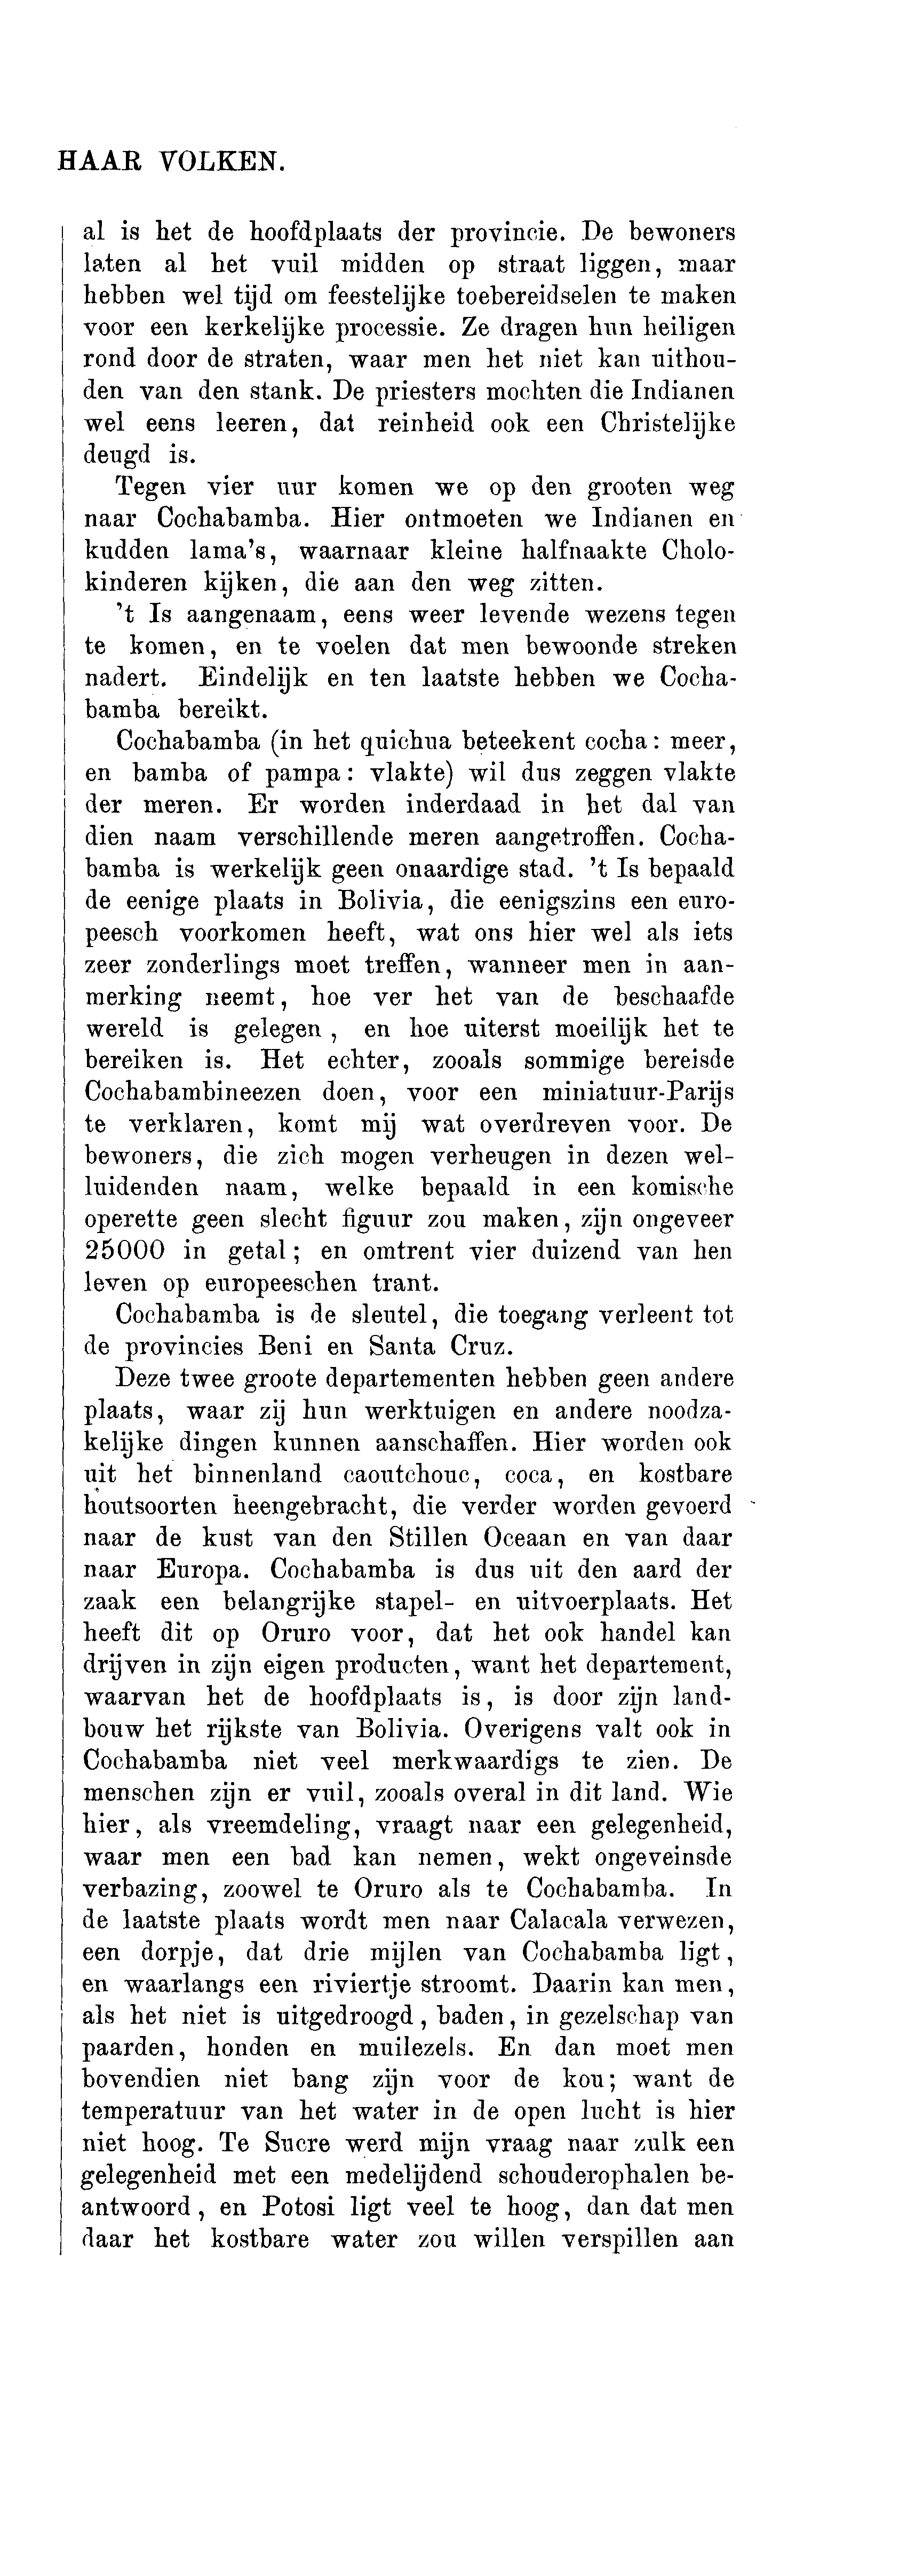 HAAR VOLKEN.
al is het de hoofdplaats der provincie. De bewoners
laten al het vuil midden op straat liggen, maar
hebben wel tijd om feestelijke toebereidselen te maken
voor een kerkelijke processie. Ze dragen hun heiligen
rond door de straten, waar men het niet kan uithou-
den van den stank. De priesters mochten die Indianen
wel eens leeren, dat reinheid ook een Christelijke
deugd is.
Tegen vier uur komen we op den grooten weg
naar Cochabamba. Hier ontmoeten we Indianen en
kudden lama's, waarnaar kleine halfnaakte Cholo-
kinderen kijken, die aan den weg zitten.
't Is aangenaam, eens weer levende wezens tegen
te komen, en te voelen dat men bewoonde streken
nadert. Eindelijk en ten laatste hebben we Cocha-
bamba bereikt.
Cochabamba (in het quichua beteekent cocha: meer,
en bamba of pampa: vlakte) wil dus zeggen vlakte
der meren. Er worden inderdaad in het dal van
dien naam verschillende meren aangetroffen. Cocha-
bamba is werkelijk geen onaardige stad. 't Is bepaald
de eenige plaats in Bolivia, die eenigszins een euro-
peesch voorkomen heeft, wat ons hier wel als iets
zeer zonderlings moet treffen, wanneer men in aan-
merking neemt, hoe ver het van de beschaafde
wereld is gelegen, en hoe uiterst moeilijk het te
bereiken is. Het echter, zooals sommige bereisde
Cochabambineezen doen, voor een miniatuur-Parijs
te verklaren, komt mij wat overdreven voor. De
bewoners, die zich mogen verheugen in dezen wel-
luidenden naam, welke bepaald in een komische
operette geen slecht figuur zou maken, zijn ongeveer
25000 in getal; en omtrent vier duizend van hen
leven op europeeschen trant.
Cochabamba is de sleutel, die toegang verleent tot
de provincies Beni en Santa Cruz.
Deze twee groote departementen hebben geen andere
plaats, waar zij hun werktuigen en andere noodza-
kelijke dingen kunnen aanschaffen. Hier worden ook
uit het binnenland caoutchouc, coca, en kostbare
houtsoorten heengebracht, die verder worden gevoerd
naar de kust van den Stillen Oceaan en van daar
naar Europa. Cochabamba is dus uit den aard der
zaak een belangrijke stapel- en uitvoerplaats. Het
heeft dit op Oruro voor, dat het ook handel kan
drijven in zijn eigen producten, want het departement,
waarvan het de hoofdplaats is, is door zijn land-
bouw het rijkste van Bolivia. Overigens valt ook in
Cochabamba niet veel merkwaardigs te zien. De
menschen zijn er vuil, zooals overal in dit land. Wie
hier, als vreemdeling, vraagt naar een gelegenheid,
waar men een bad kan nemen, wekt ongeveinsde
verbazing, zoowel te Oruro als te Cochabamba. In
de laatste plaats wordt men naar Calacala verwezen,
een dorpje, dat drie mijlen van Cochabamba ligt,
en waarlangs een riviertje stroomt. Daarin kan men,
als het niet is uitgedroogd, baden, in gezelschap van
paarden, honden en muilezels. En dan moet men
bovendien niet bang zijn voor de kou; want de
temperatuur van het water in de open lucht is hier
niet hoog. Te Sucre werd mijn vraag naar zulk een
gelegenheid met een medelijdend schouderophalen be-
antwoord, en Potosi ligt veel te hoog, dan dat men
daar het kostbare water zou willen verspillen aan